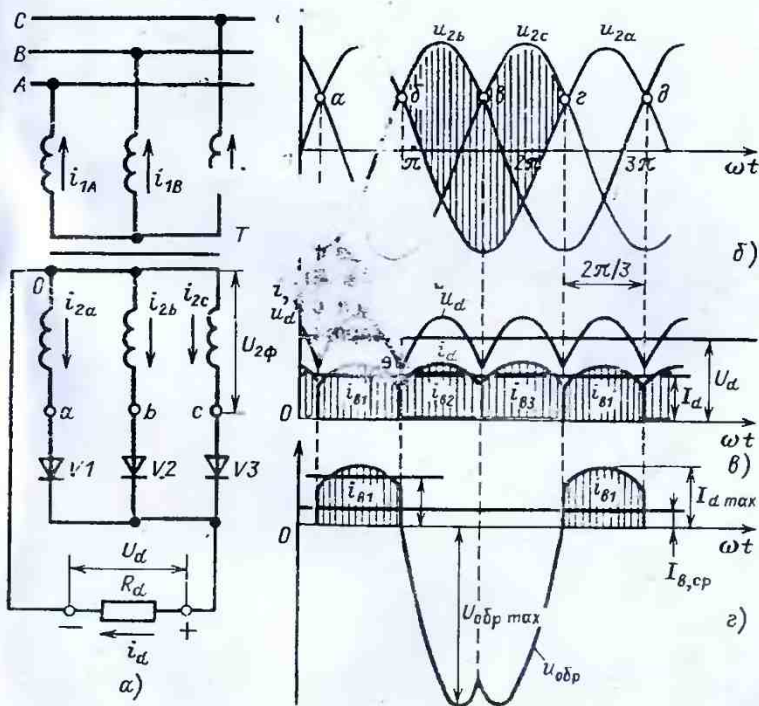 C
B
A
i1A
i1B
T
0
i2a
i2b
i2c
U2ф
a
b
c
V1
V2
V3
Ud
Rd
− +
id
а)
u2b
u2c
u2a
а
б
в
г
д
π
2π
3π
ωt
2π/3
б)
i,
ud
ud
id
iв1
iв2
iв3
iв1
Ud
Id
0
ωt
в)
iв1
iв1
Id max
0
ωt
Iв,ср
Uобр max
uобр
г)